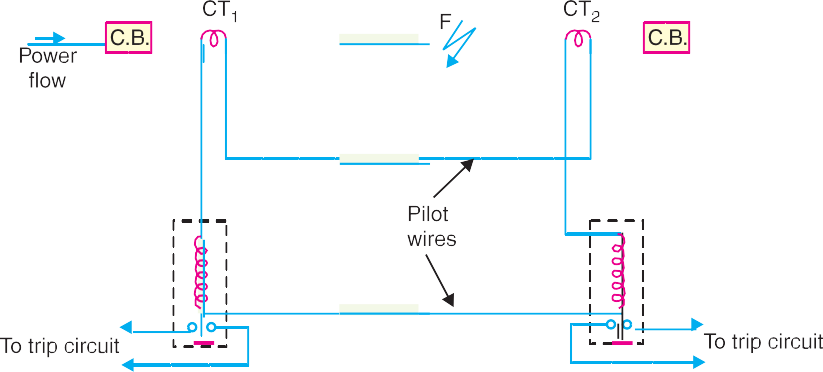 CT1
CT2
F
C.B.
C.B.
Power
flow
Pilot
wires
To trip circuit
To trip circuit